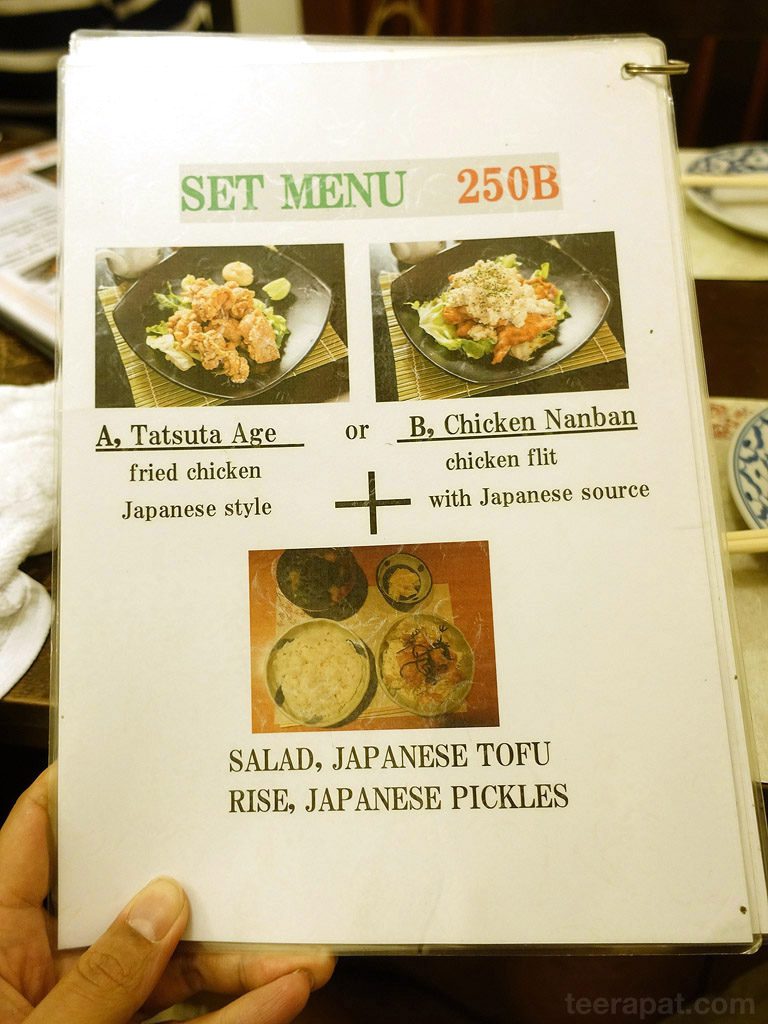 SET MENU 250B
A, Tatsuta Age or B, Chicken Nanban
fried chicken
Japanese style
chicken flit
with Japanese source
+
SALAD, JAPANESE TOFU
RISE, JAPANESE PICKLES
teerapat.com